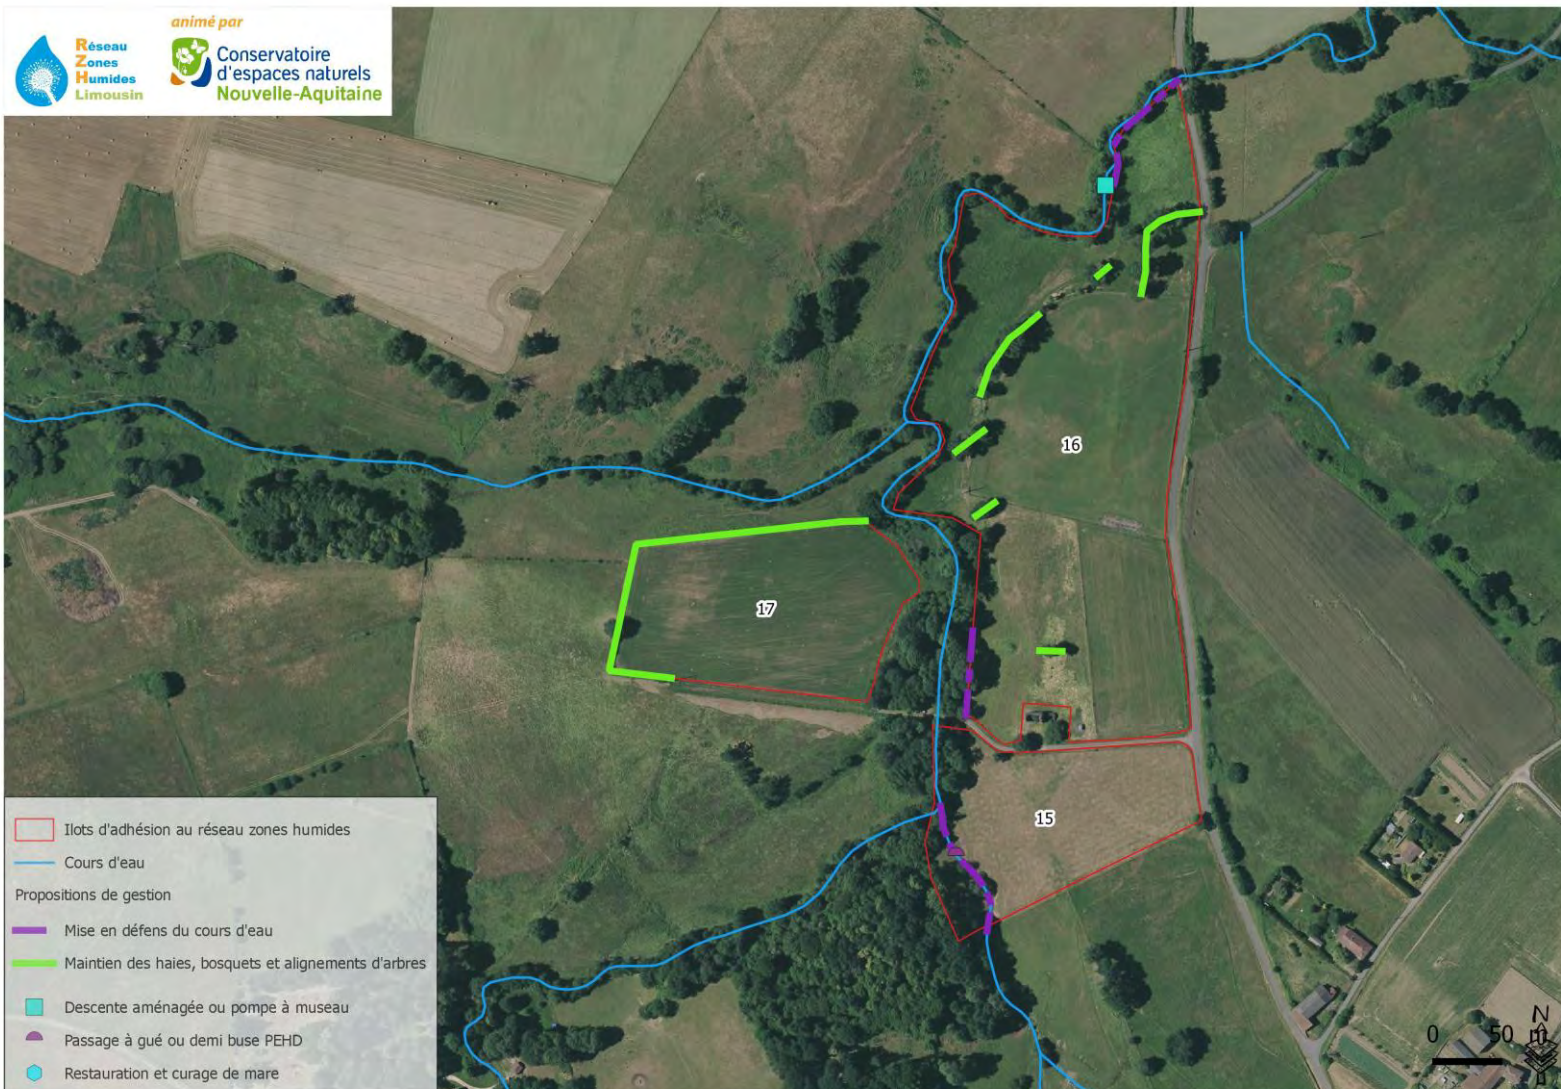 animé par
Réseau
Zones
Humides
Limousin
Conservatoire
d'espaces naturels
Nouvelle-Aquitaine
16
17
15
Ilots d'adhésion au réseau zones humides
Cours d'eau
Propositions de gestion
Mise en défens du cours d'eau
Maintien des haies, bosquets et alignements d'arbres
Descente aménagée ou pompe à museau
Passage à gué ou demi buse PEHD
Restauration et curage de mare
0 50 m
N